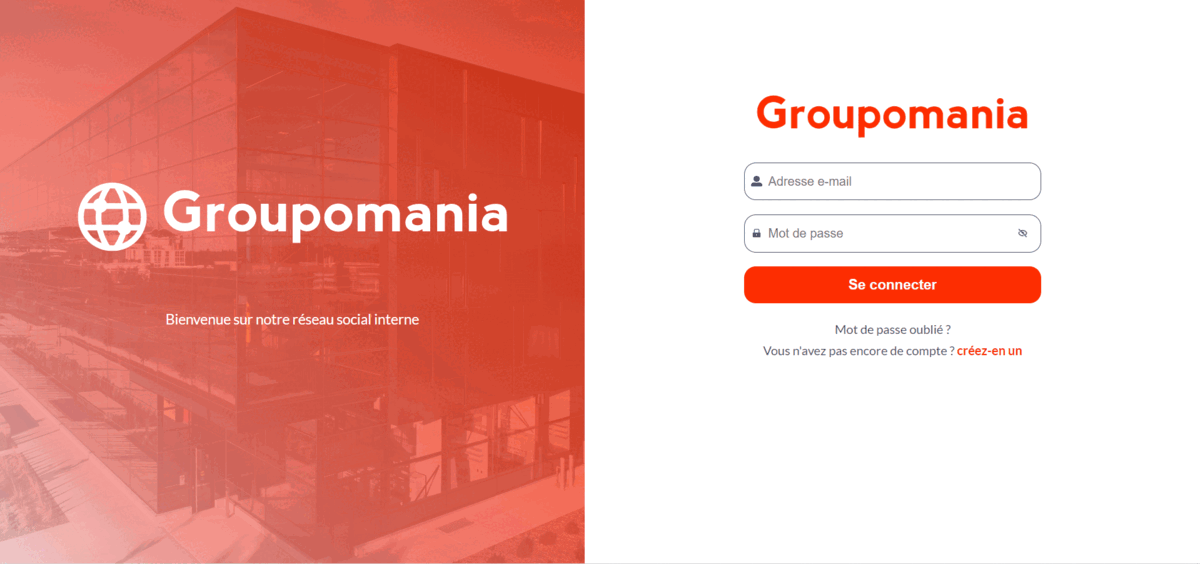 Groupomania
Bienvenue sur notre réseau social interne
Groupomania
Adresse e-mail
Mot de passe
Se connecter
Mot de passe oublié ?
Vous n'avez pas encore de compte ? créez-en un